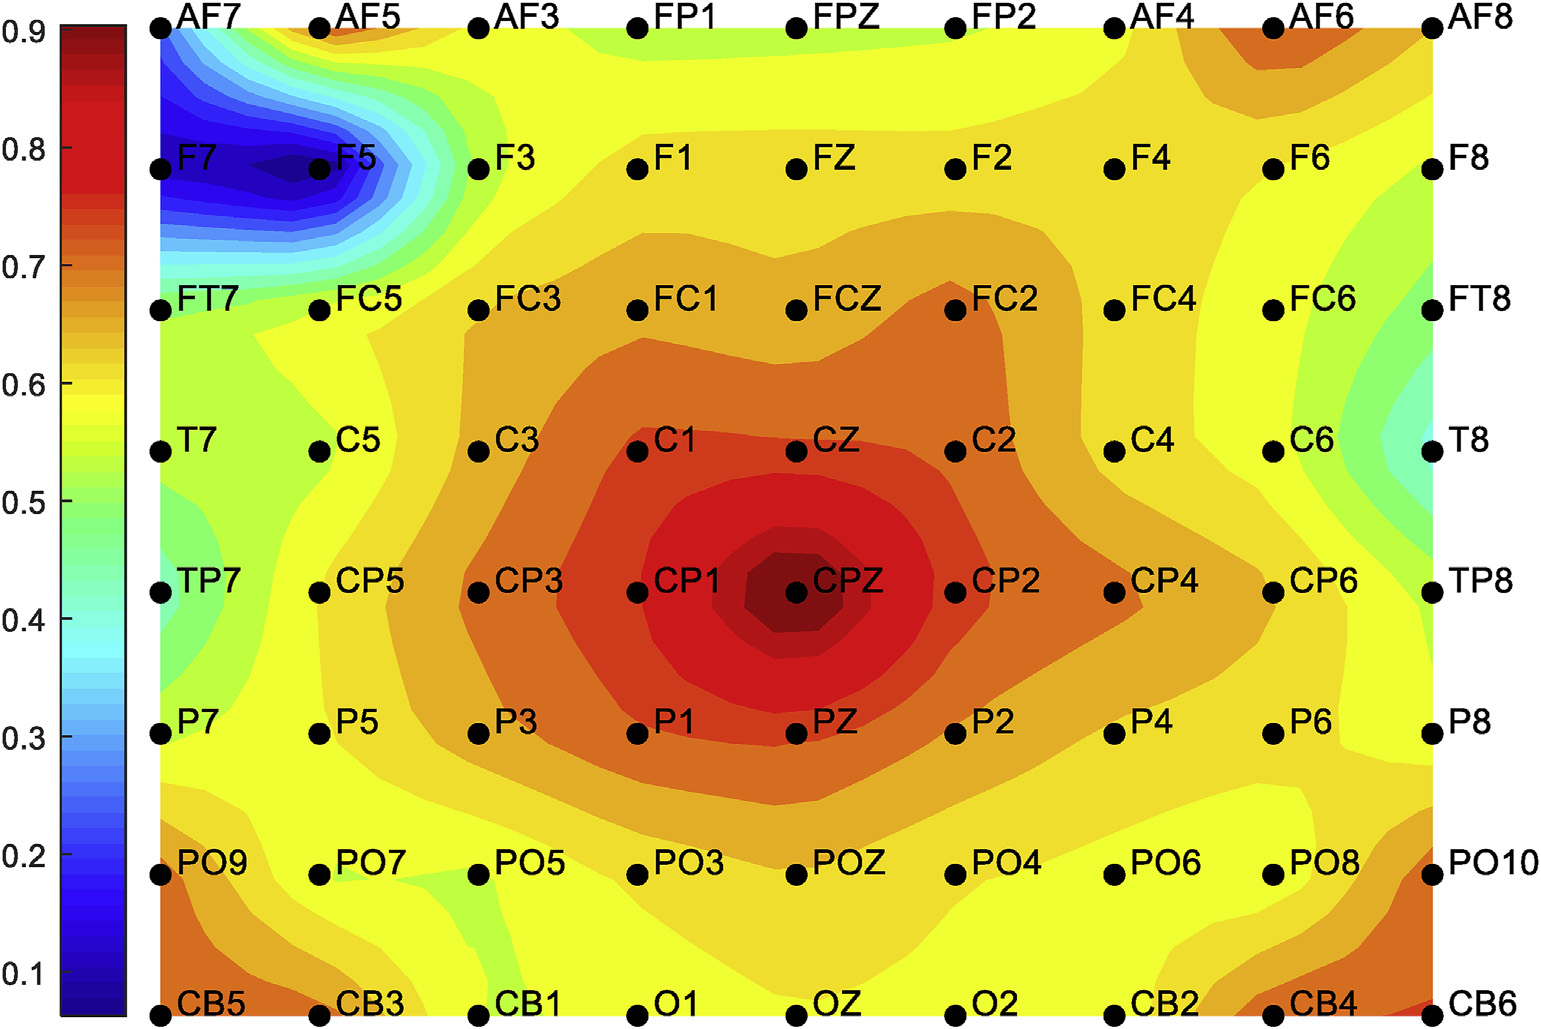 0.9
0.8
0.7
0.6
0.5
0.4
0.3
0.2
0.1
AF7 AF5 AF3 FP1 FPZ FP2 AF4 AF6 AF8
F7 F5 F3 F1 FZ F2 F4 F6 F8
FT7 FC5 FC3 FC1 FCZ FC2 FC4 FC6 FT8
T7 C5 C3 C1 CZ C2 C4 C6 T8
TP7 CP5 CP3 CP1 CPZ CP2 CP4 CP6 TP8
P7 P5 P3 P1 PZ P2 P4 P6 P8
PO9 PO7 PO5 PO3 POZ PO4 PO6 PO8 PO10
CB5 CB3 CB1 O1 OZ O2 CB2 CB4 CB6